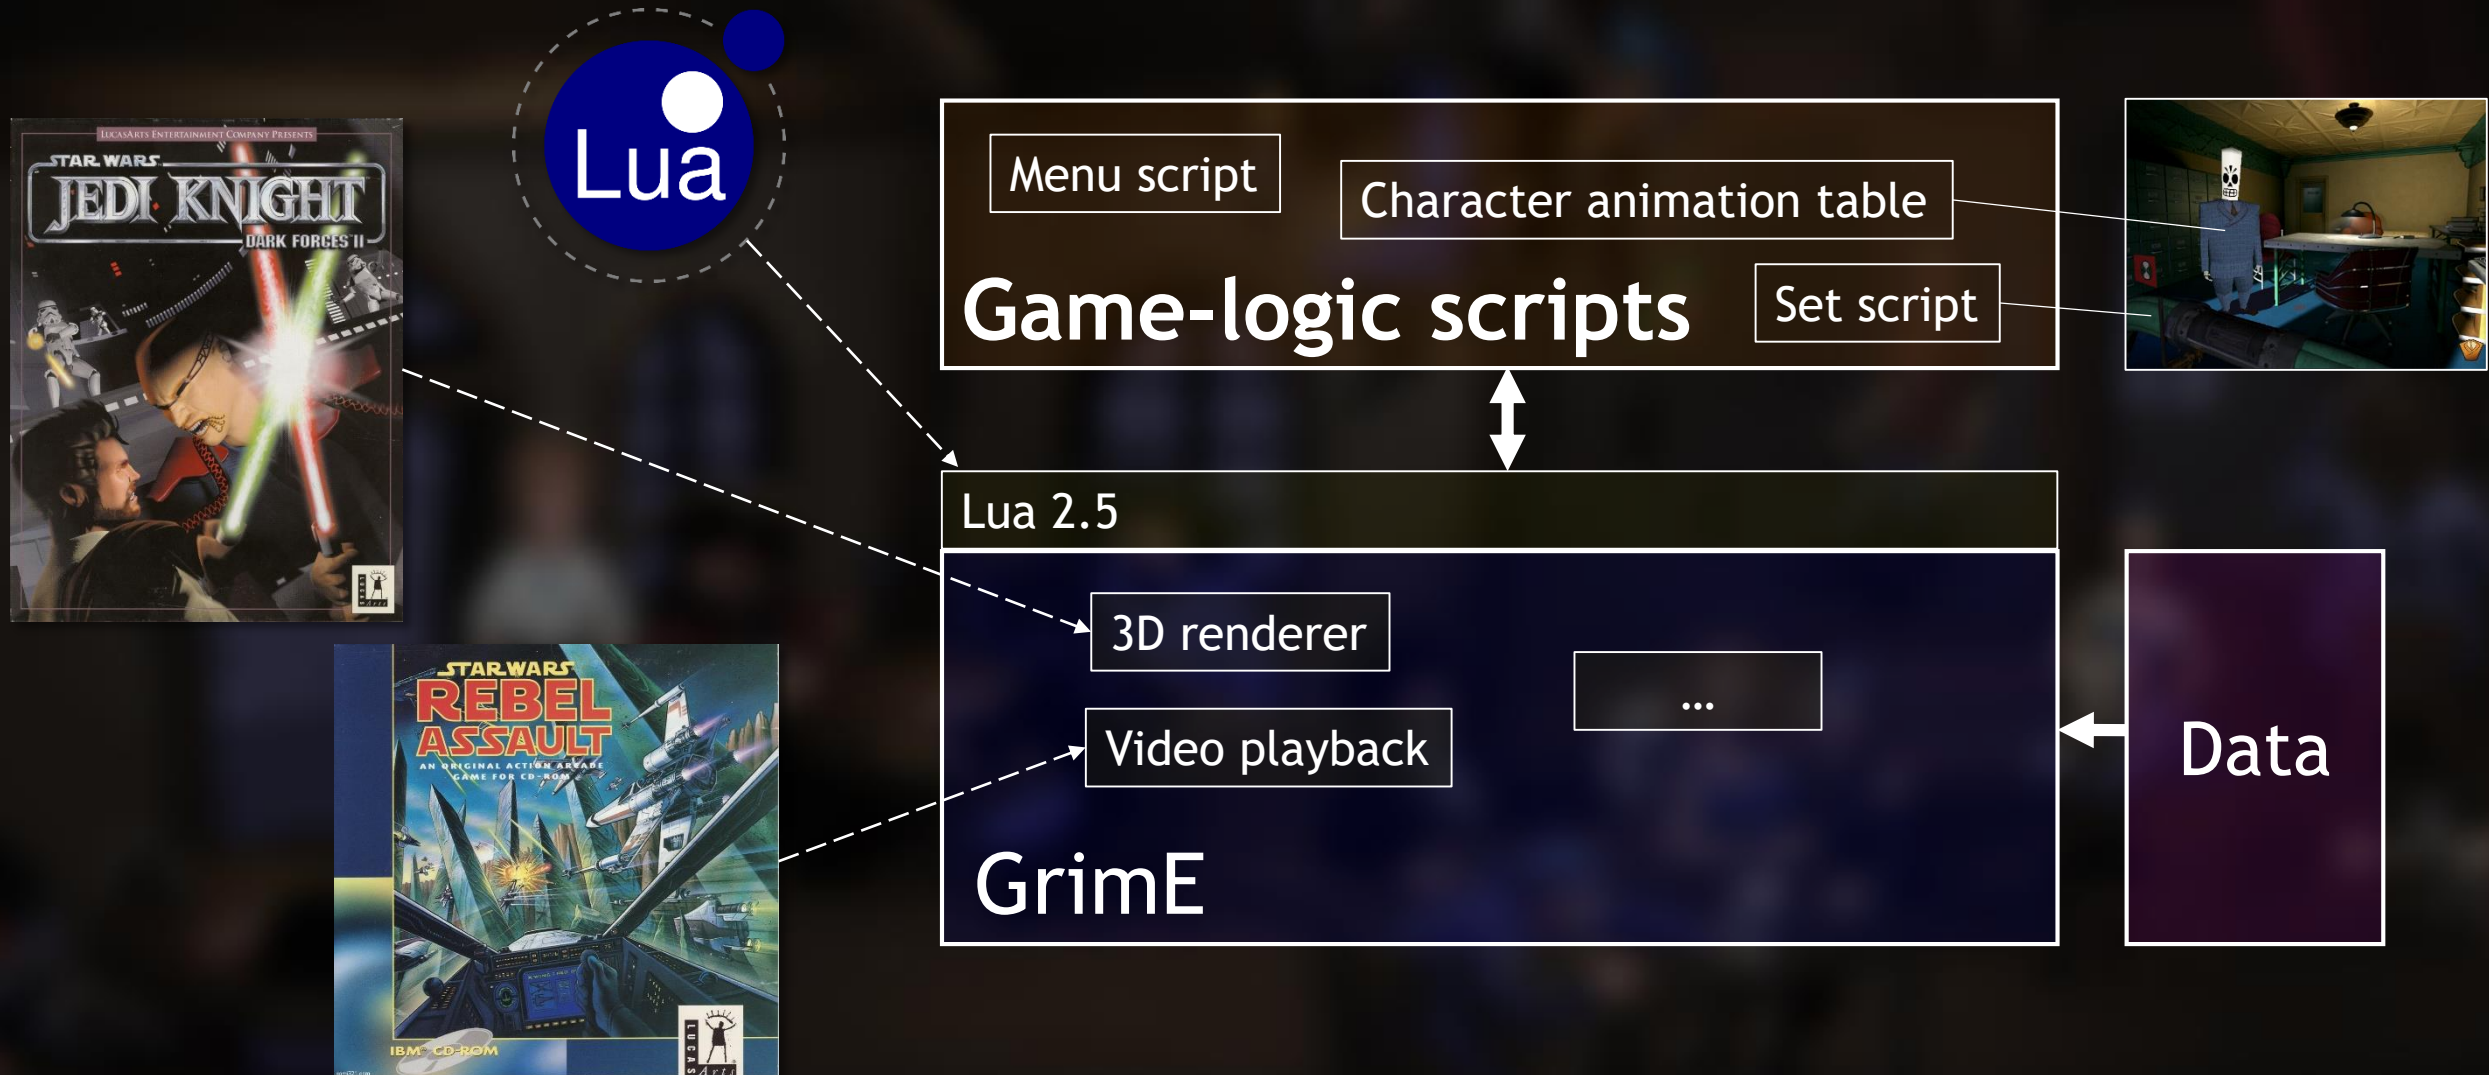 Lua
LUCASARTS ENTERTAINMENT COMPANY PRESENTS
STAR WARS
JEDI KNIGHT
DARK FORCES II
LUCAS
Arts
Menu script
Character animation table
Game-logic scripts
Set script
Lua 2.5
3D renderer
...
Video playback
GrimE
Data
STAR WARS
REBEL
ASSAULT
AN ORIGINAL ACTION ARCADE
GAME FOR CD-ROM
IBM CD-ROM
LUCAS
Arts